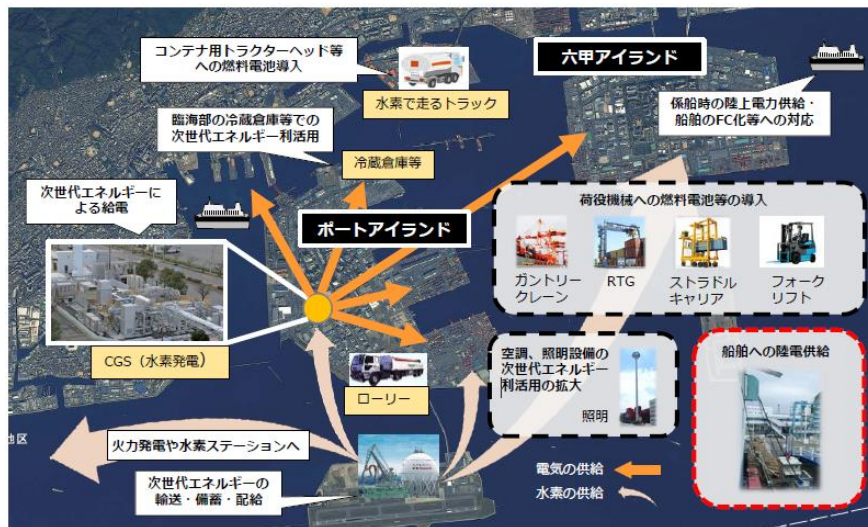 コンテナ用トラクターヘッド等
への燃料電池導入
水素で走るトラック
六甲アイランド
係船時の陸上電力供給・
船舶のFC化等への対応
臨海部の冷蔵倉庫等での
次世代エネルギー利活用
冷蔵倉庫等
次世代エネルギーに
よる給電
ポートアイランド
荷役機械への燃料電池等の導入
ガントリー
クレーン
RTG
ストラドル
キャリア
フォーク
リフト
CGS（水素発電）
ローリー
空調、照明設備の
次世代エネルギー
利活用の拡大
照明
船舶への陸電供給
地区
火力発電や水素ステーションへ
次世代エネルギーの
輸送・備蓄・配給
電気の供給
水素の供給